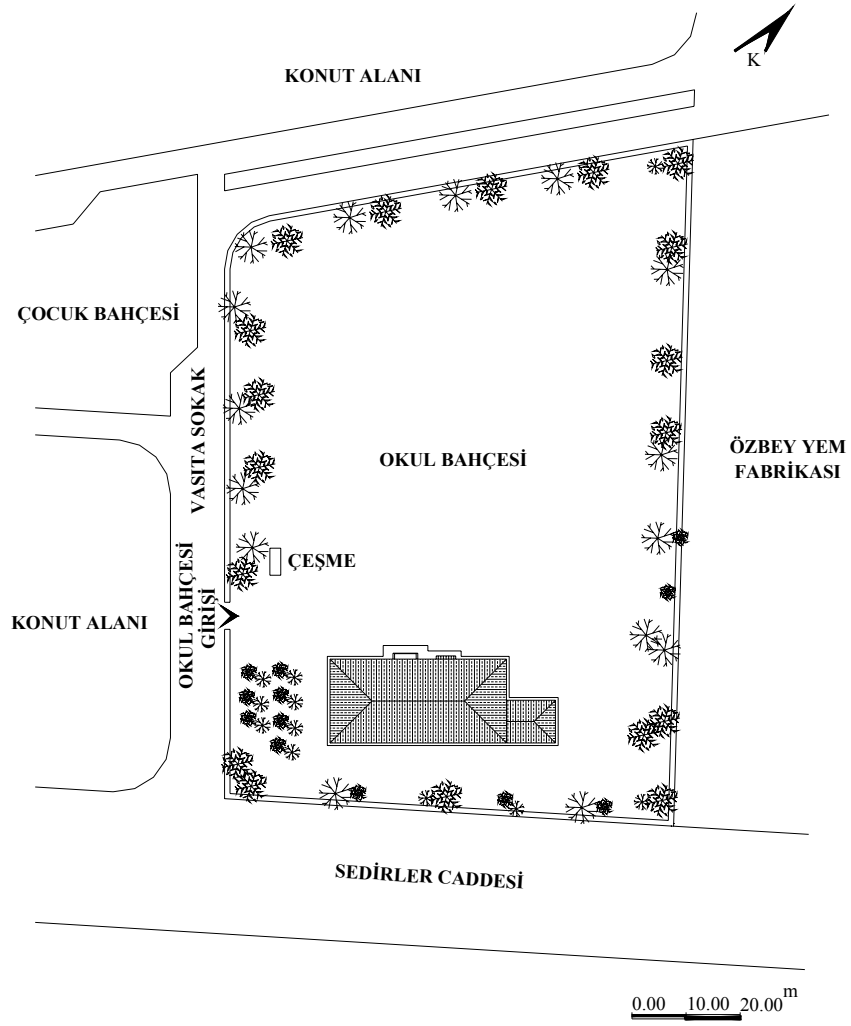 K
KONUT ALANI
ÇOCUK BAHÇESİ
VASITA SOKAK
OKUL BAHÇESİ
ÖZBEY YEM
FABRİKASI
ÇEŞME
OKUL BAHÇESİ
GİRİŞİ
KONUT ALANI
SEDİRLER CADDESİ
0.00 10.00 20.00 m